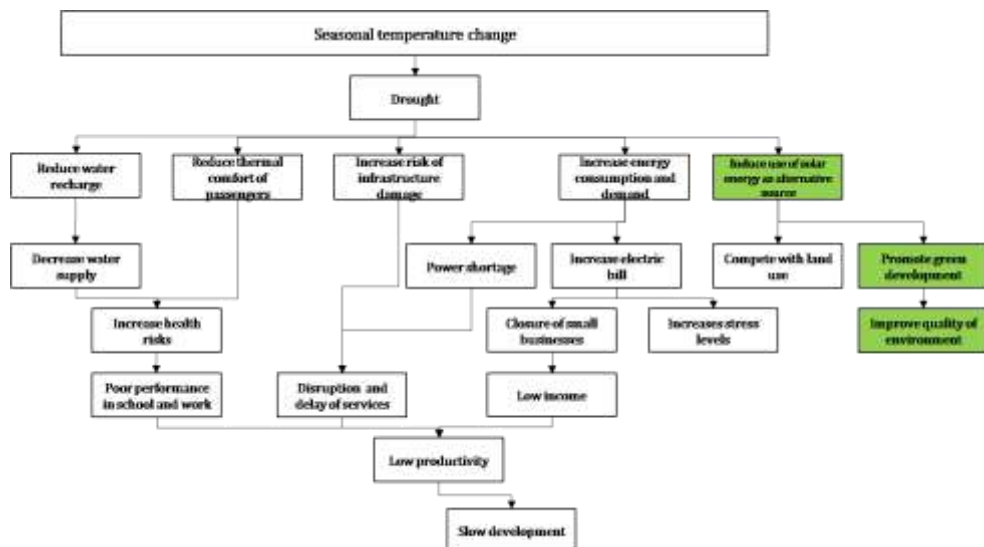 Seasonal temperature change
Drought
Reduce water
recharge
Reduce thermal
comfort of
passengers
Increase risk of
infrastructure
damage
Increase energy
consumption and
demand
Induce use of solar
energy as alternative
source
Decrease water
supply
Power shortage
Increase electric
bill
Compete with land
use
Promote green
development
Increase health
risks
Closure of small
businesses
Increases stress
levels
Improve quality of
environment
Poor performance
in school and work
Disruption and
delay of services
Low income
Low productivity
Slow development